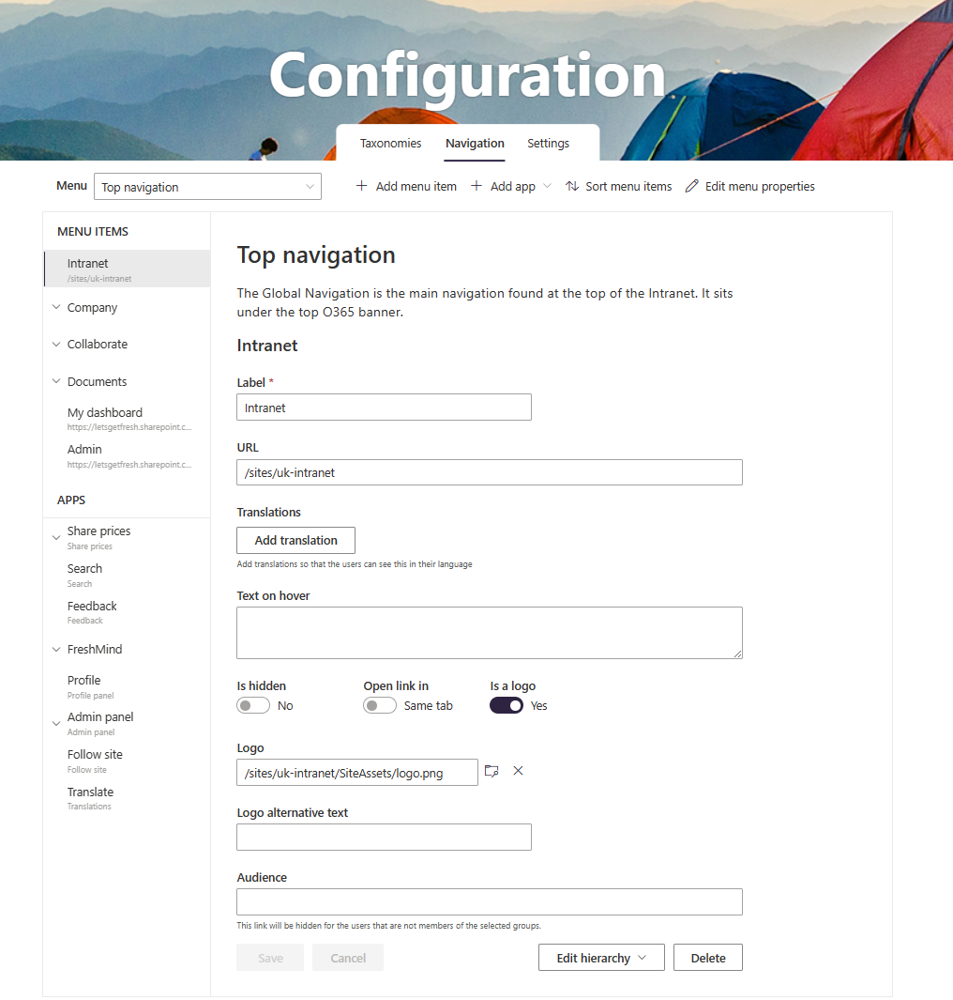 Configuration
Taxonomies Navigation Settings
Menu Top navigation Add menu item Add app Sort menu items Edit menu properties
MENU ITEMS
Intranet
/sites/uk-intranet
Company
Collaborate
Documents
My dashboard
https://letsgetfresh.sharepoint.c...
Admin
https://letsgetfresh.sharepoint.c...
APPS
Share prices
Share prices
Search
Search
Feedback
Feedback
FreshMind
Profile
Profile panel
Admin panel
Admin panel
Follow site
Follow site
Translate
Translations
Top navigation
The Global Navigation is the main navigation found at the top of the Intranet. It sits
under the top O365 banner.
Intranet
Label *
Intranet
URL
/sites/uk-intranet
Translations
Add translation
Add translations so that the users can see this in their language
Text on hover
Is hidden Open link in Is a logo
No Same tab Yes
Logo
/sites/uk-intranet/SiteAssets/logo.png
Logo alternative text
Audience
This link will be hidden for the users that are not members of the selected groups.
Save Cancel Edit hierarchy Delete